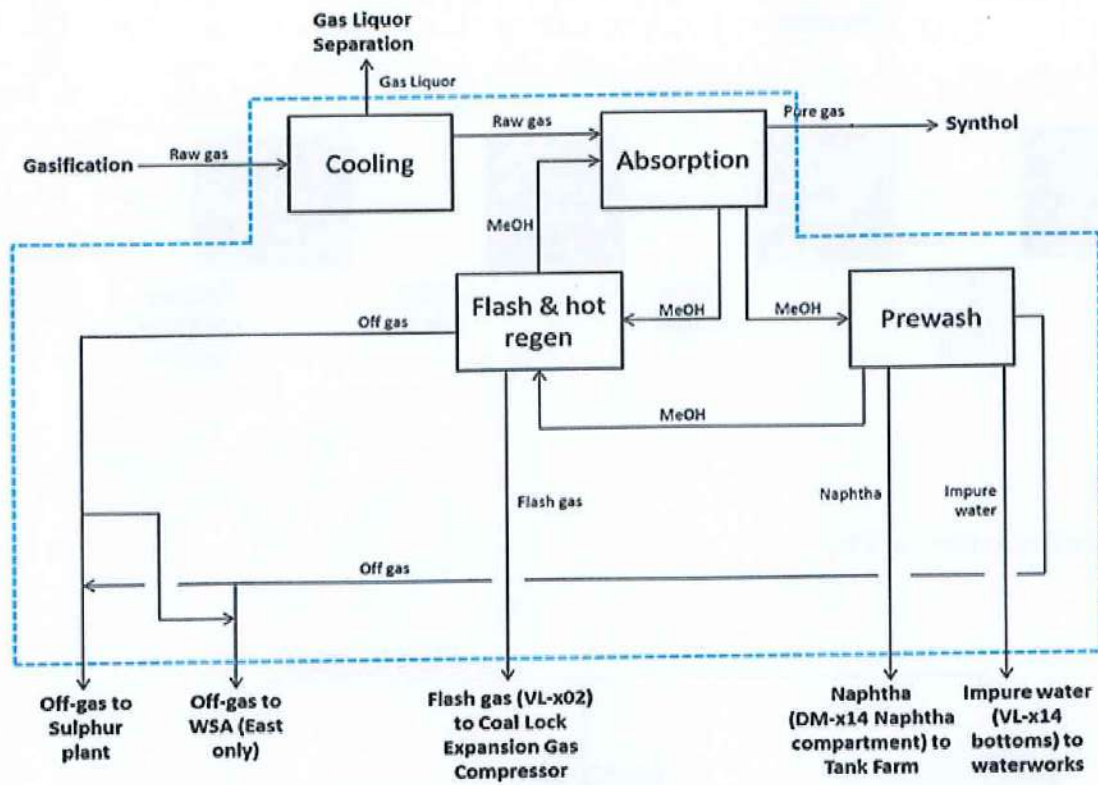 Gas Liquor
Separation
Gas Liquor
Gasification
Raw gas
Cooling
Raw gas
Absorption
Pure gas
Synthol
MeOH
Flash & hot
regen
MeOH
MeOH
Prewash
Off gas
MeOH
Flash gas
Naphtha
Impure
water
Off gas
Off-gas to
Sulphur
plant
Off-gas to
WSA (East
only)
Flash gas (VL-x02)
to Coal Lock
Expansion Gas
Compressor
Naphtha
(DM-x14 Naphtha
compartment) to
Tank Farm
Impure water
(VL-x14
bottoms) to
waterworks